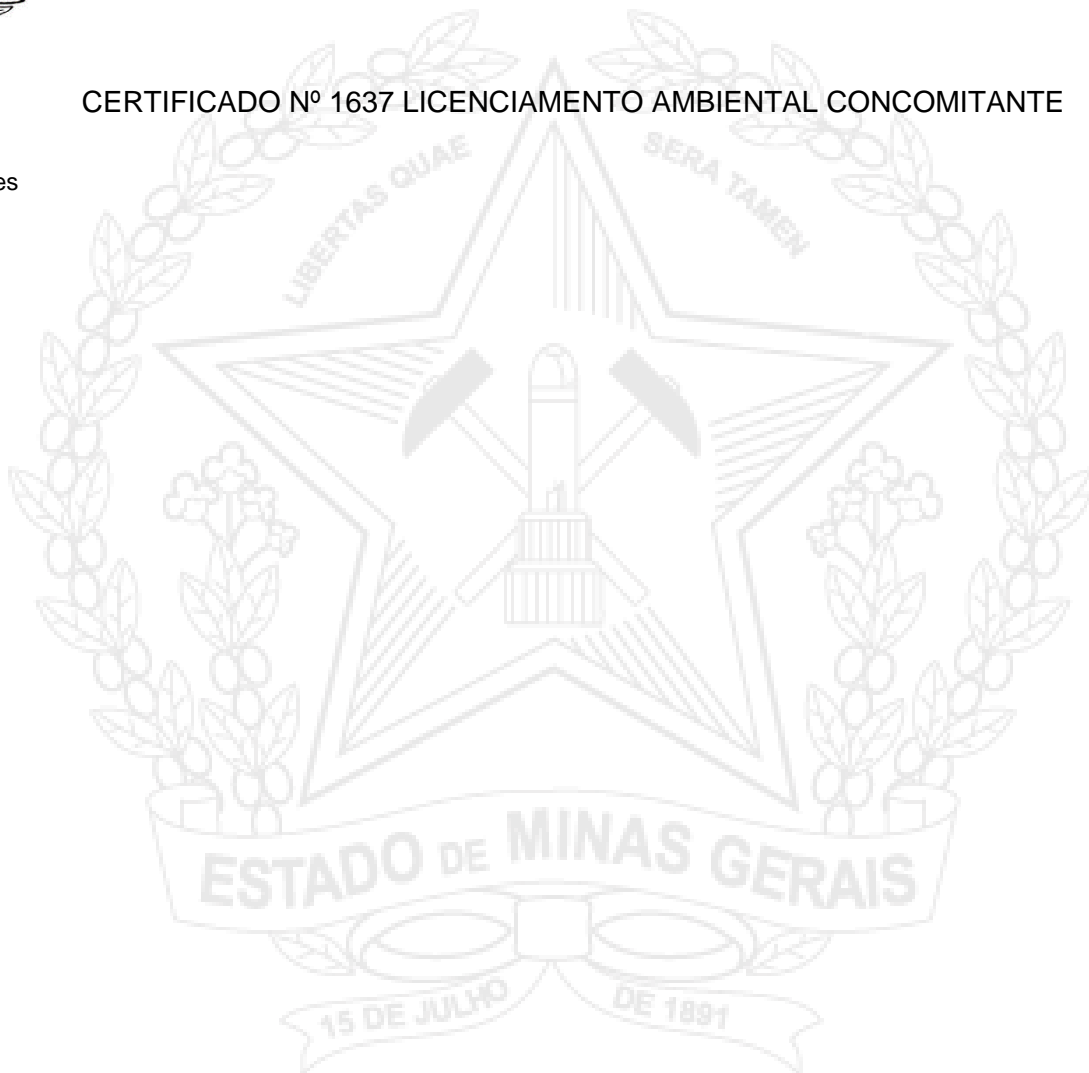 CERTIFICADO Nº 1637 LICENCIAMENTO AMBIENTAL CONCOMITANTE
es
LIBERTAS QUAE SERA TAMEN
ESTADO DE MINAS GERAIS
15 DE JULHO DE 1891